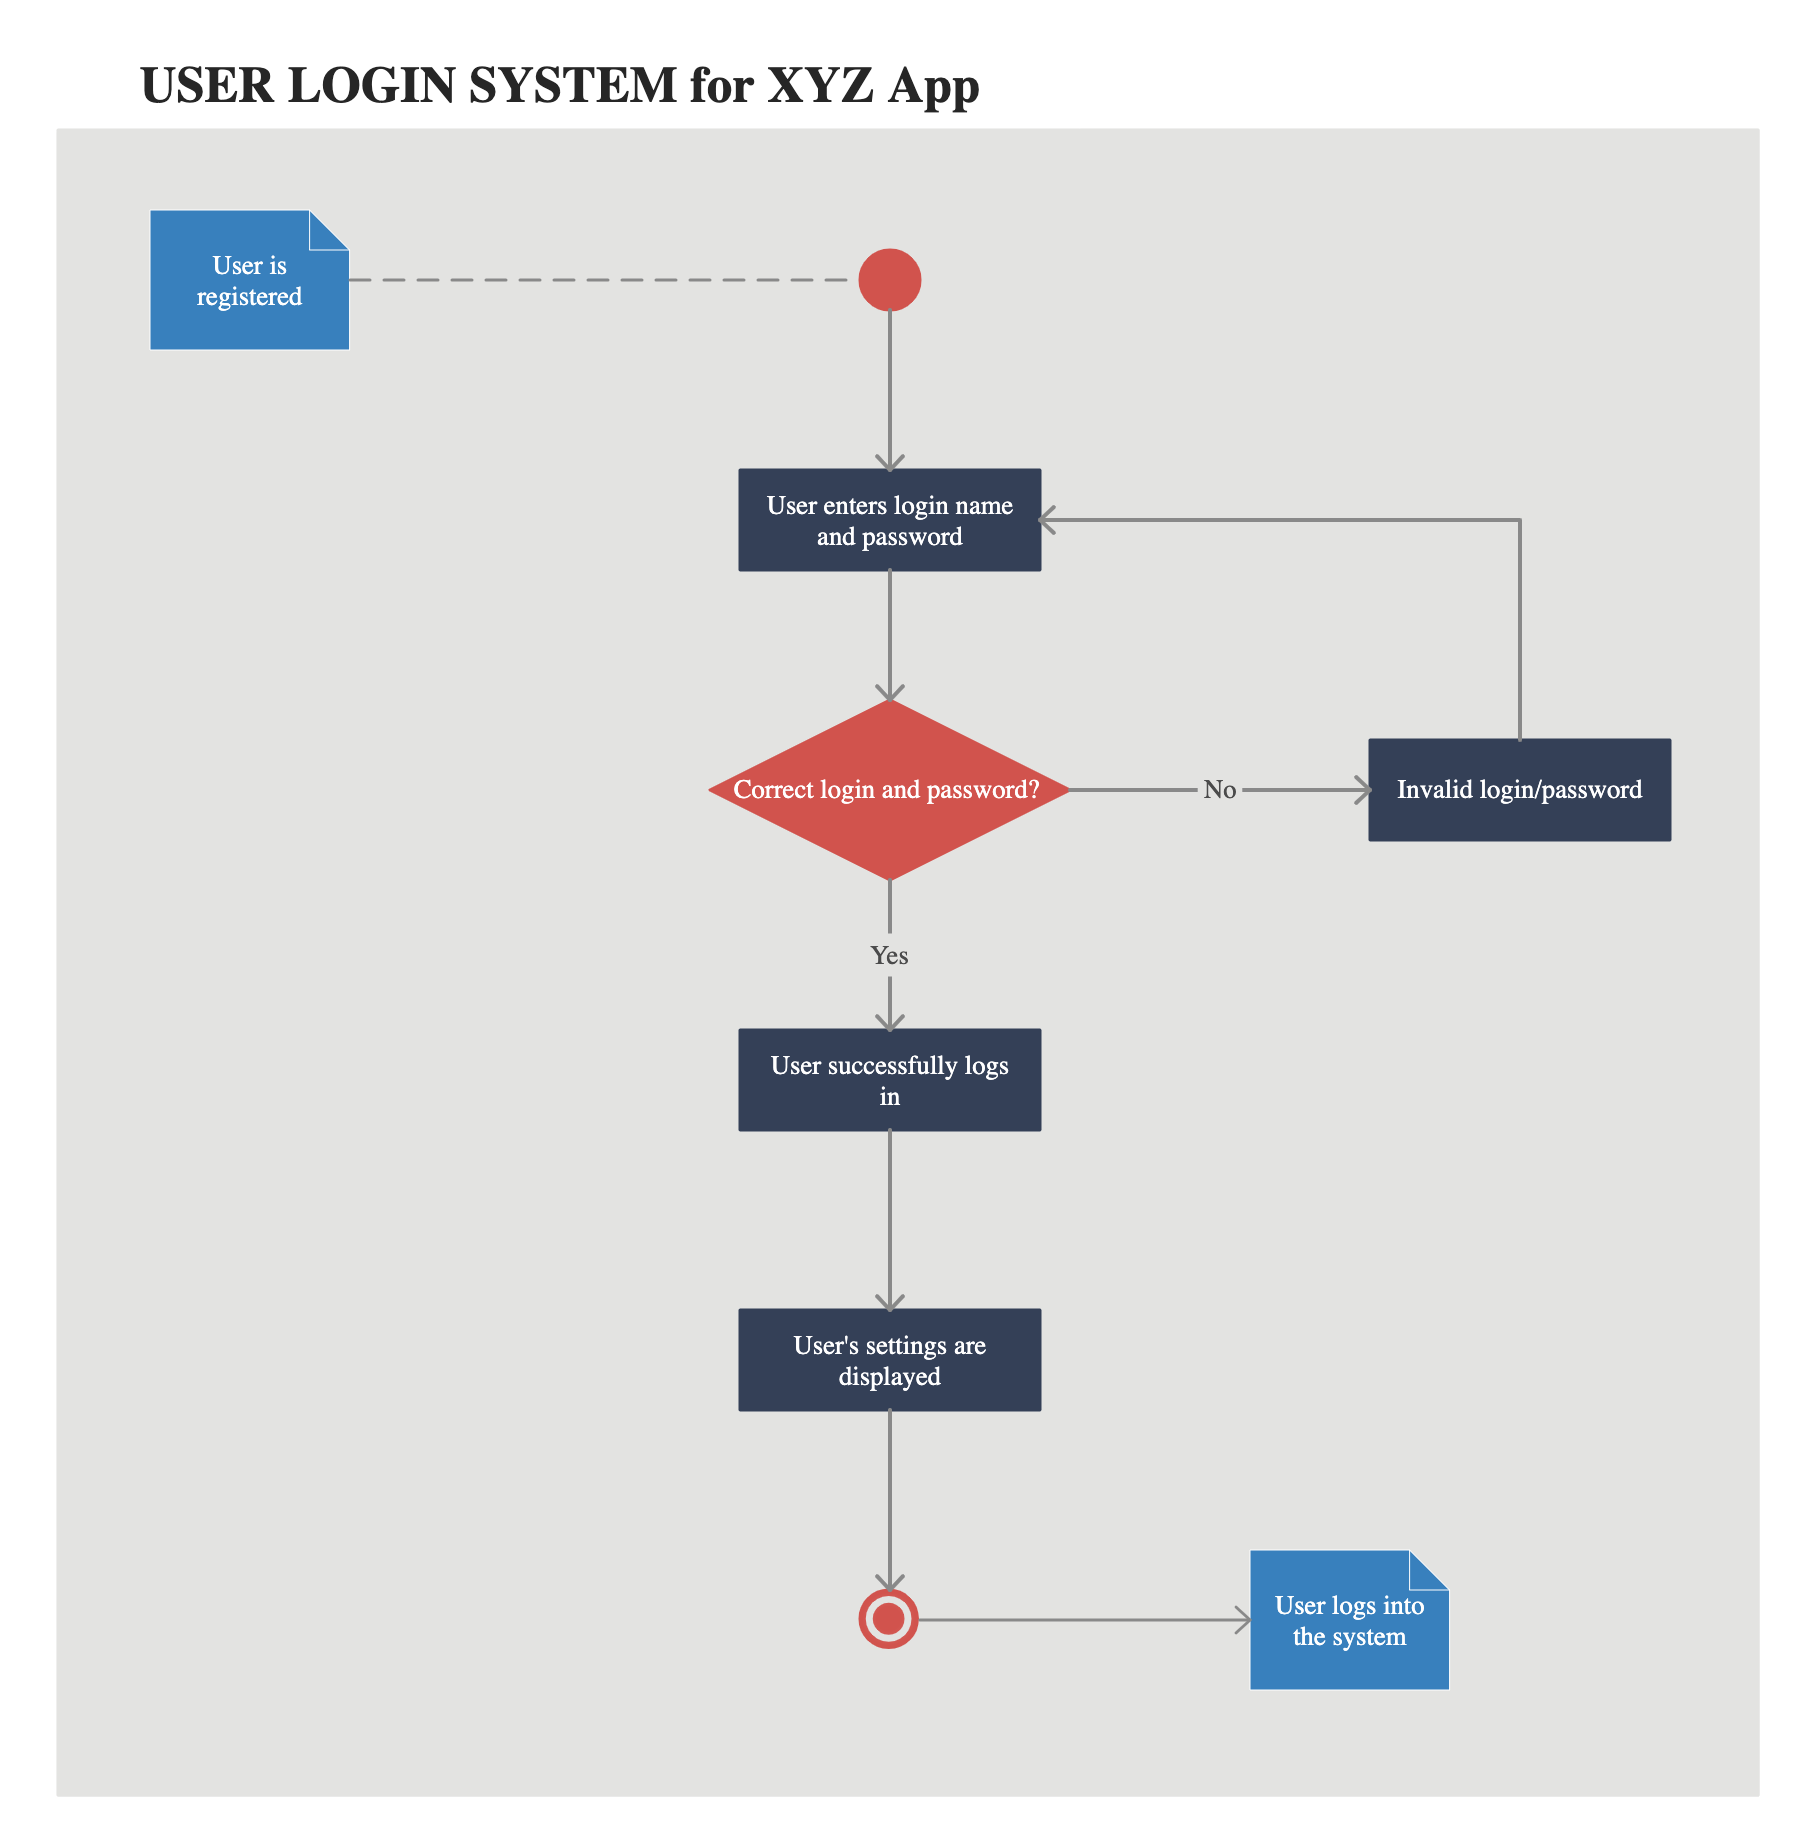 USER LOGIN SYSTEM for XYZ App
User is
registered
User enters login name
and password
Correct login and password?
No
Invalid login/password
Yes
User successfully logs
in
User's settings are
displayed
User logs into
the system